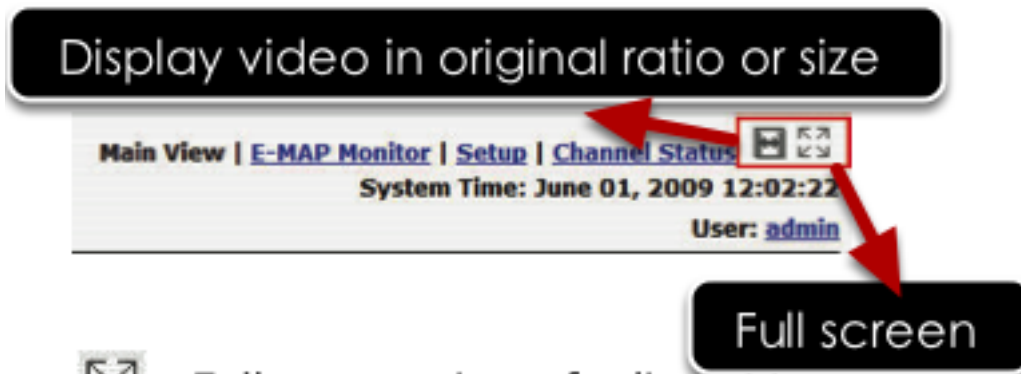 Display video in original ratio or size
Main View | E-MAP Monitor | Setup | Channel Status
System Time: June 01, 2009 12:02:22
User: admin
Full screen